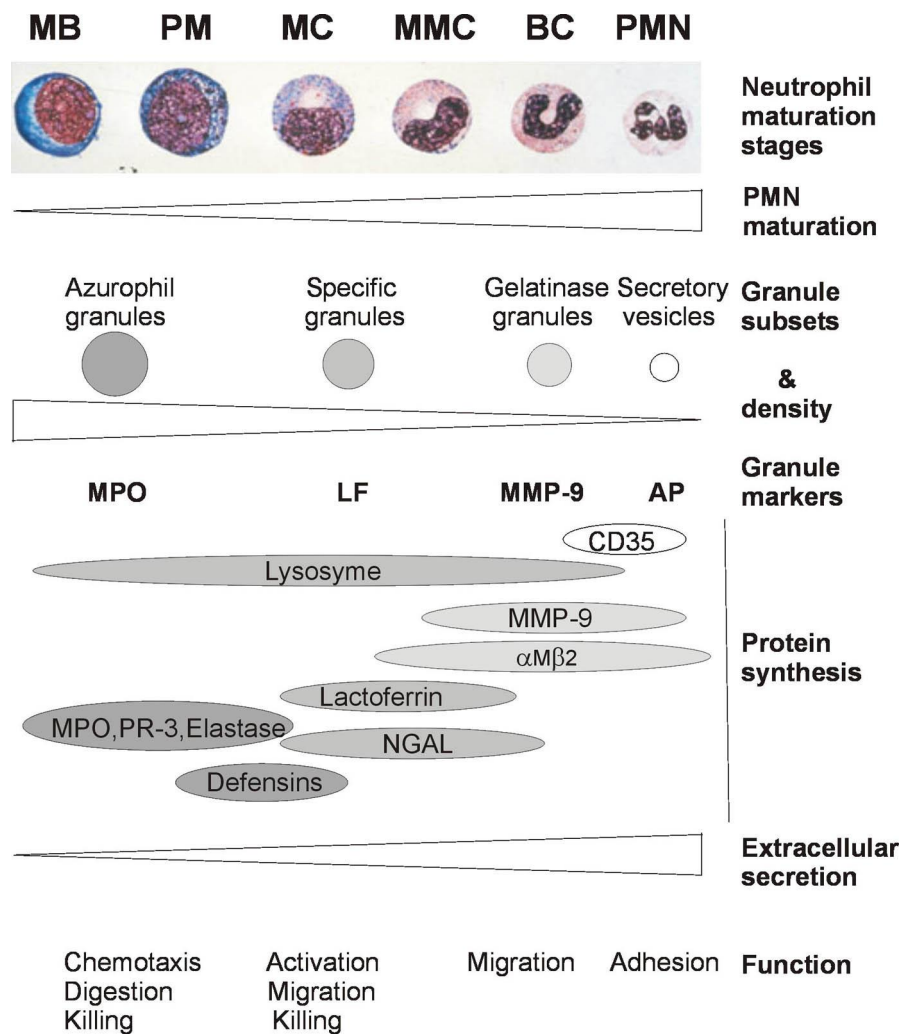 MB PM MC MMC BC PMN
Neutrophil
maturation
stages
PMN
maturation
Azurophil
granules
Specific
granules
Gelatinase
granules
Secretory
vesicles
Granule
subsets
&
density
MPO LF MMP-9 AP
Granule
markers
CD35
Lysosyme
MMP-9
αMβ2
Lactoferrin
MPO,PR-3,Elastase
NGAL
Defensins
Protein
synthesis
Extracellular
secretion
Chemotaxis
Digestion
Killing
Activation
Migration
Killing
Migration
Adhesion
Function